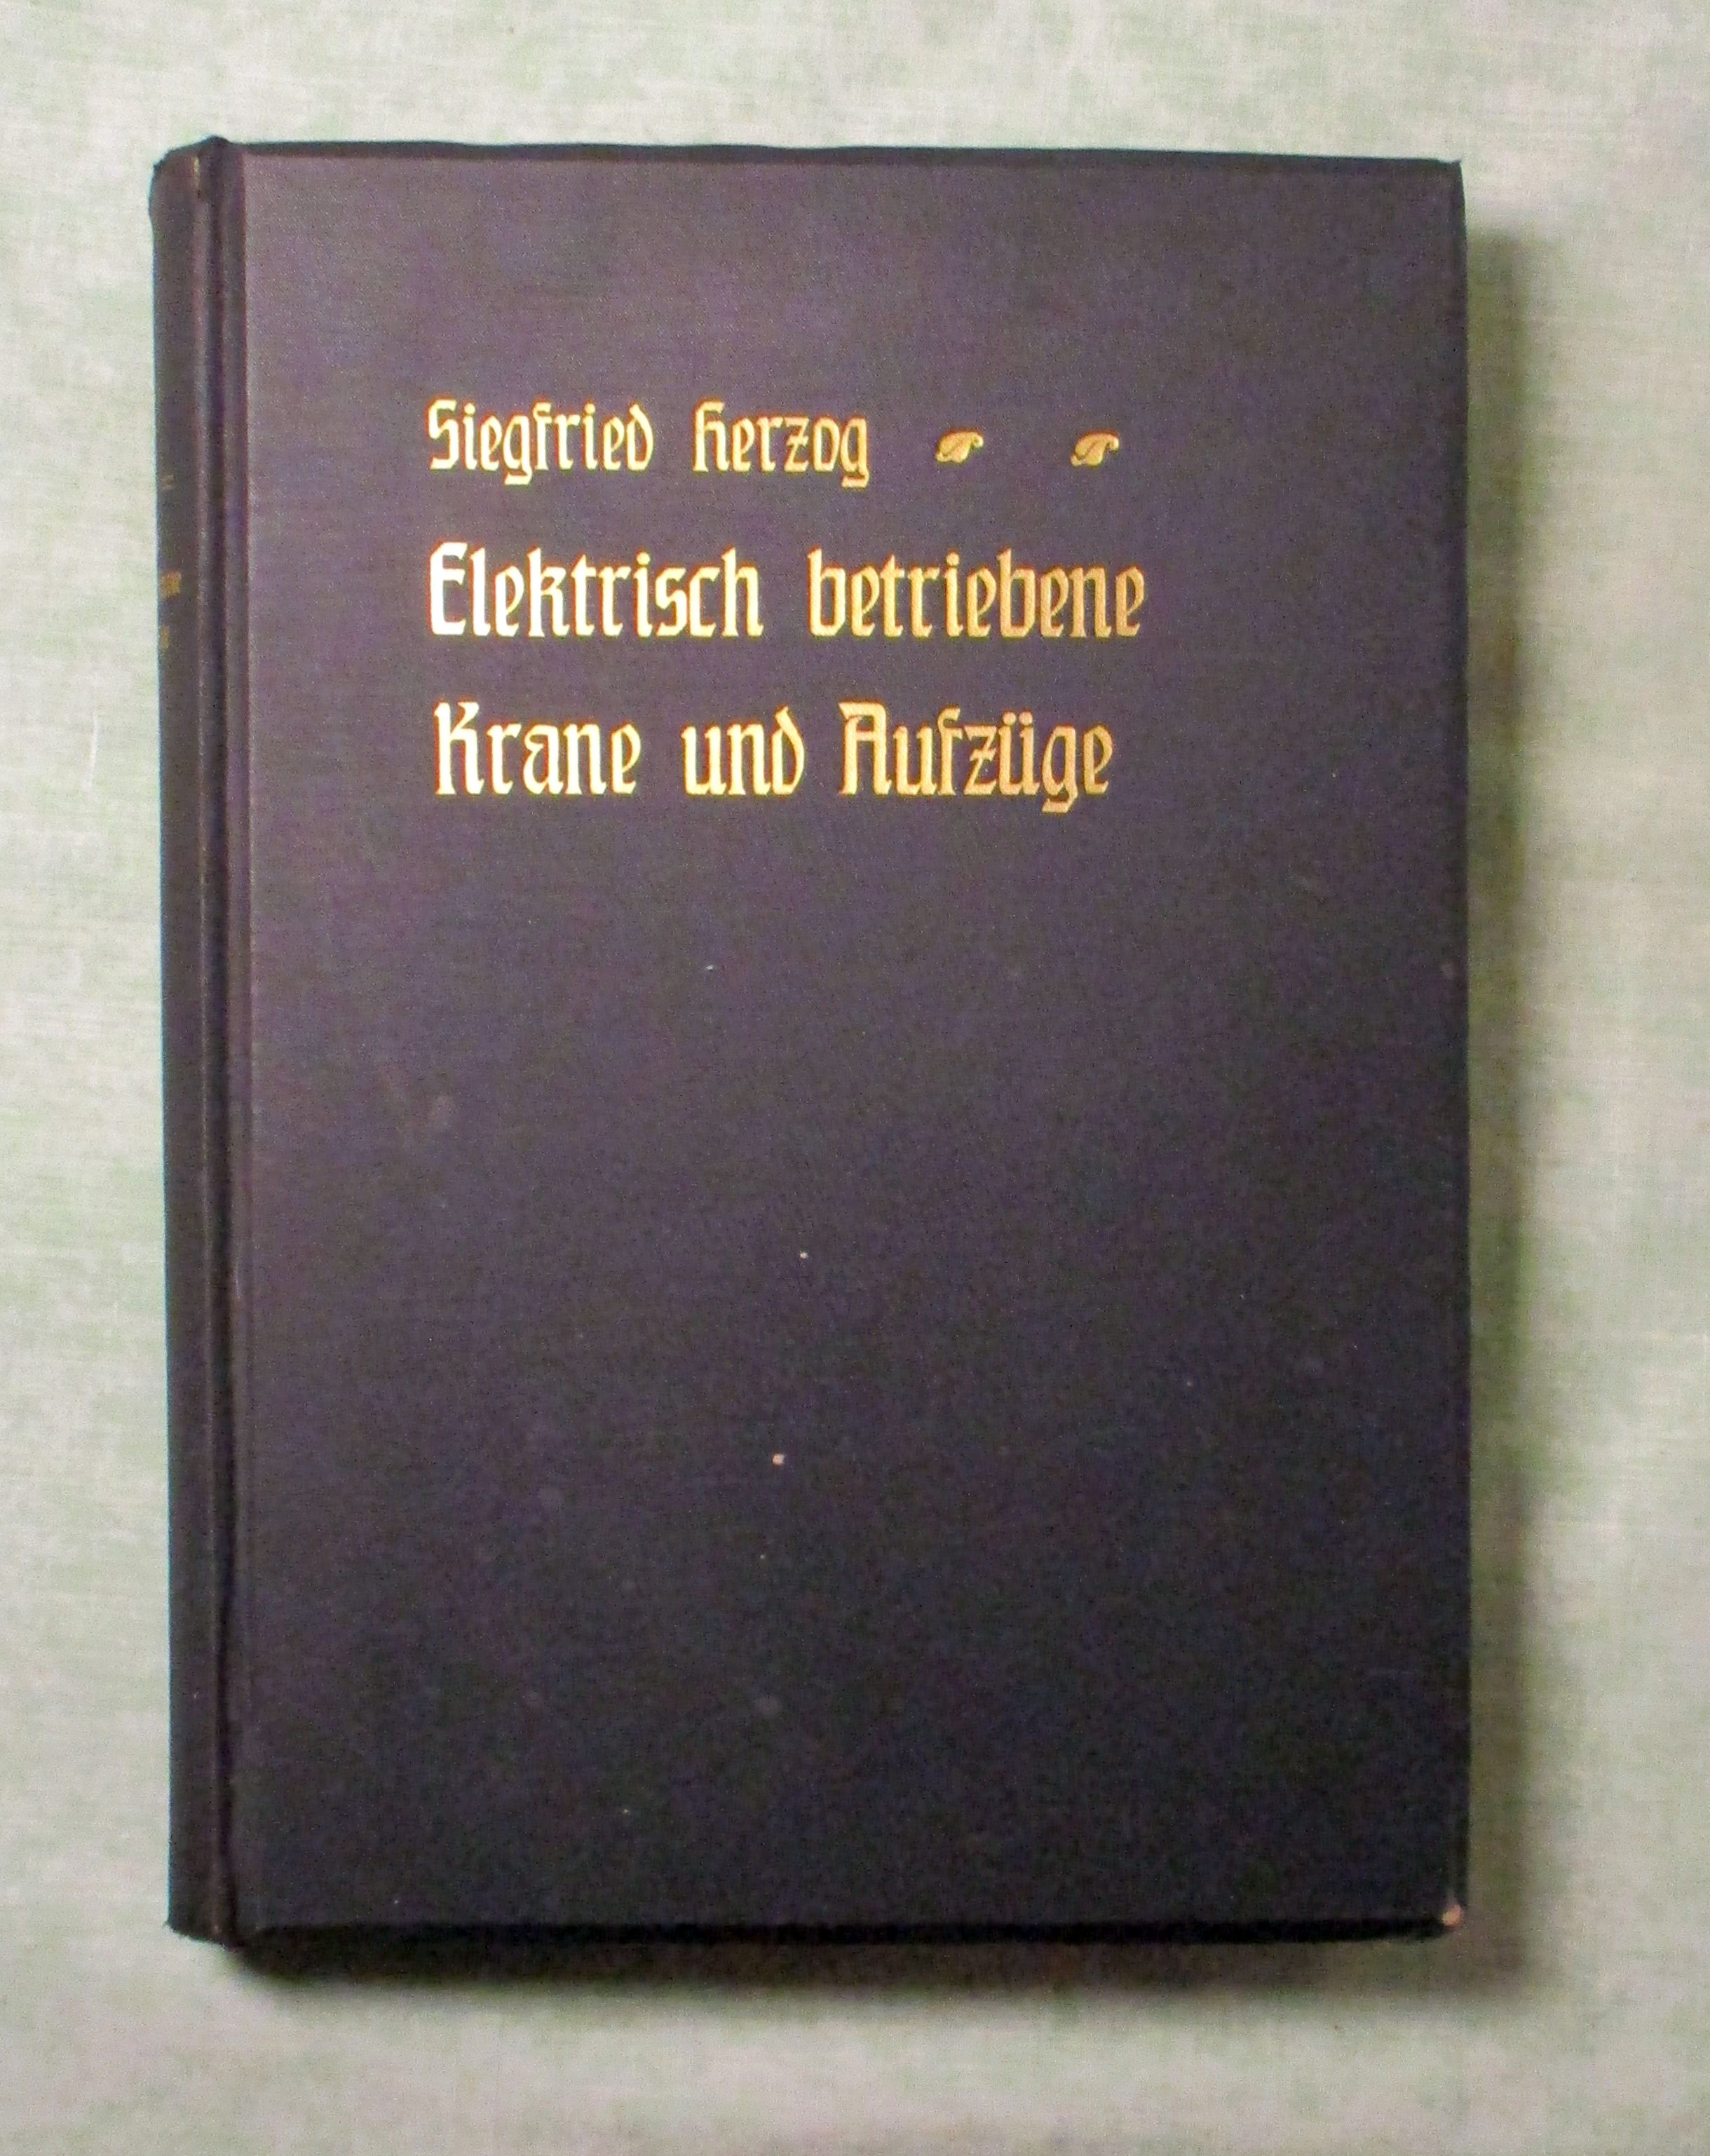 Siegfried Herzog
Elektrisch betriebene
Krane und Aufzüge